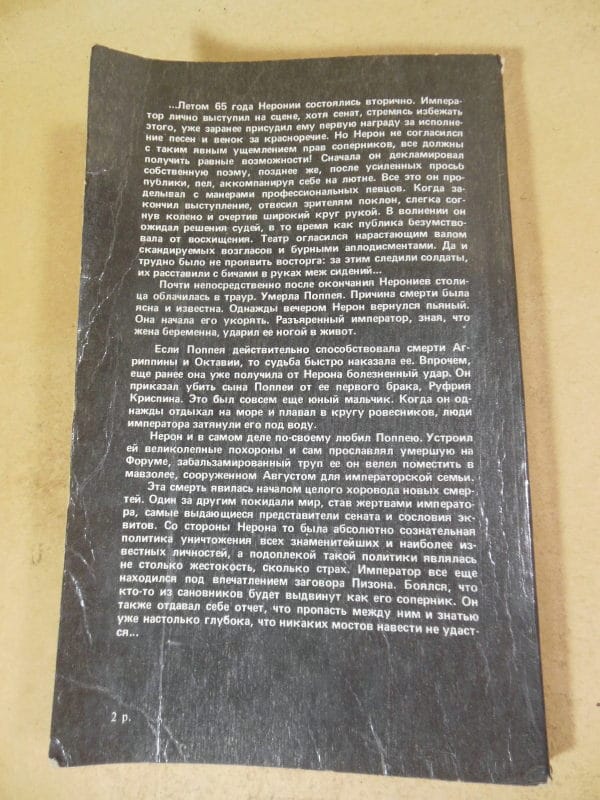 ...Летом 65 года Неронии состоялись вторично. Импера-
тор лично выступил на сцене, хотя сенат, стремясь избежать
этого, уже заранее присудил ему первую награду за исполне-
ние песен и венок за красноречие. Но Нерон не согласился
с таким явным ущемлением прав соперников, все должны
получить равные возможности! Сначала он декламировал
собственную поэму, позднее же, после усиленных просьб
публики, пел, аккомпанируя себе на лютне. Все это он про-
делывал с манерами профессиональных певцов. Когда за-
кончил выступление, отвесил зрителям поклон, слегка сог-
нув колено и очертив широкий круг рукой. В волнении он
ожидал решения судей, в то время как публика безумство-
вала от восхищения. Театр огласился нарастающим валом
скандируемых возгласов и бурными аплодисментами. Да и
трудно было не проявить восторга: за этим следили солдаты,
их расставили с бичами в руках меж сидений...
Почти непосредственно после окончания Нерониев столи-
ца облачилась в траур. Умерла Поппея. Причина смерти была
ясна и известна. Однажды вечером Нерон вернулся пьяный.
Она начала его укорять. Разъяренный император, зная, что
жена беременна, ударил ее ногой в живот.
Если Поппея действительно способствовала смерти Аг-
риппины и Октавии, то судьба быстро наказала ее. Впрочем,
еще ранее она уже получила от Нерона болезненный удар. Он
приказал убить сына Поппеи от ее первого брака, Руфрия
Криспина. Это был совсем еще юный мальчик. Когда он од-
нажды отдыхал на море и плавал в кругу ровесников, люди
императора затянули его под воду.
Нерон и в самом деле по-своему любил Поппею. Устроил
ей великолепные похороны и сам прославлял умершую на
Форуме, забальзамированный труп ее он велел поместить в
мавзолее, сооруженном Августом для императорской семьи.
Эта смерть явилась началом целого хоровода новых смер-
тей. Один за другим покидали мир, став жертвами императо-
ра, самые выдающиеся представители сената и сословия эк-
витов. Со стороны Нерона то была абсолютно сознательная
политика уничтожения всех знаменитейших и наиболее из-
вестных личностей, а подоплекой такой политики являлась
не столько жестокость, сколько страх. Император все еще
находился под впечатлением заговора Пизона. Боялся, что
кто-то из сановников будет выдвинут как его соперник. Он
также отдавал себе отчет, что пропасть между ним и знатью
уже настолько глубока, что никаких мостов навести не удаст-
ся...
2 р.